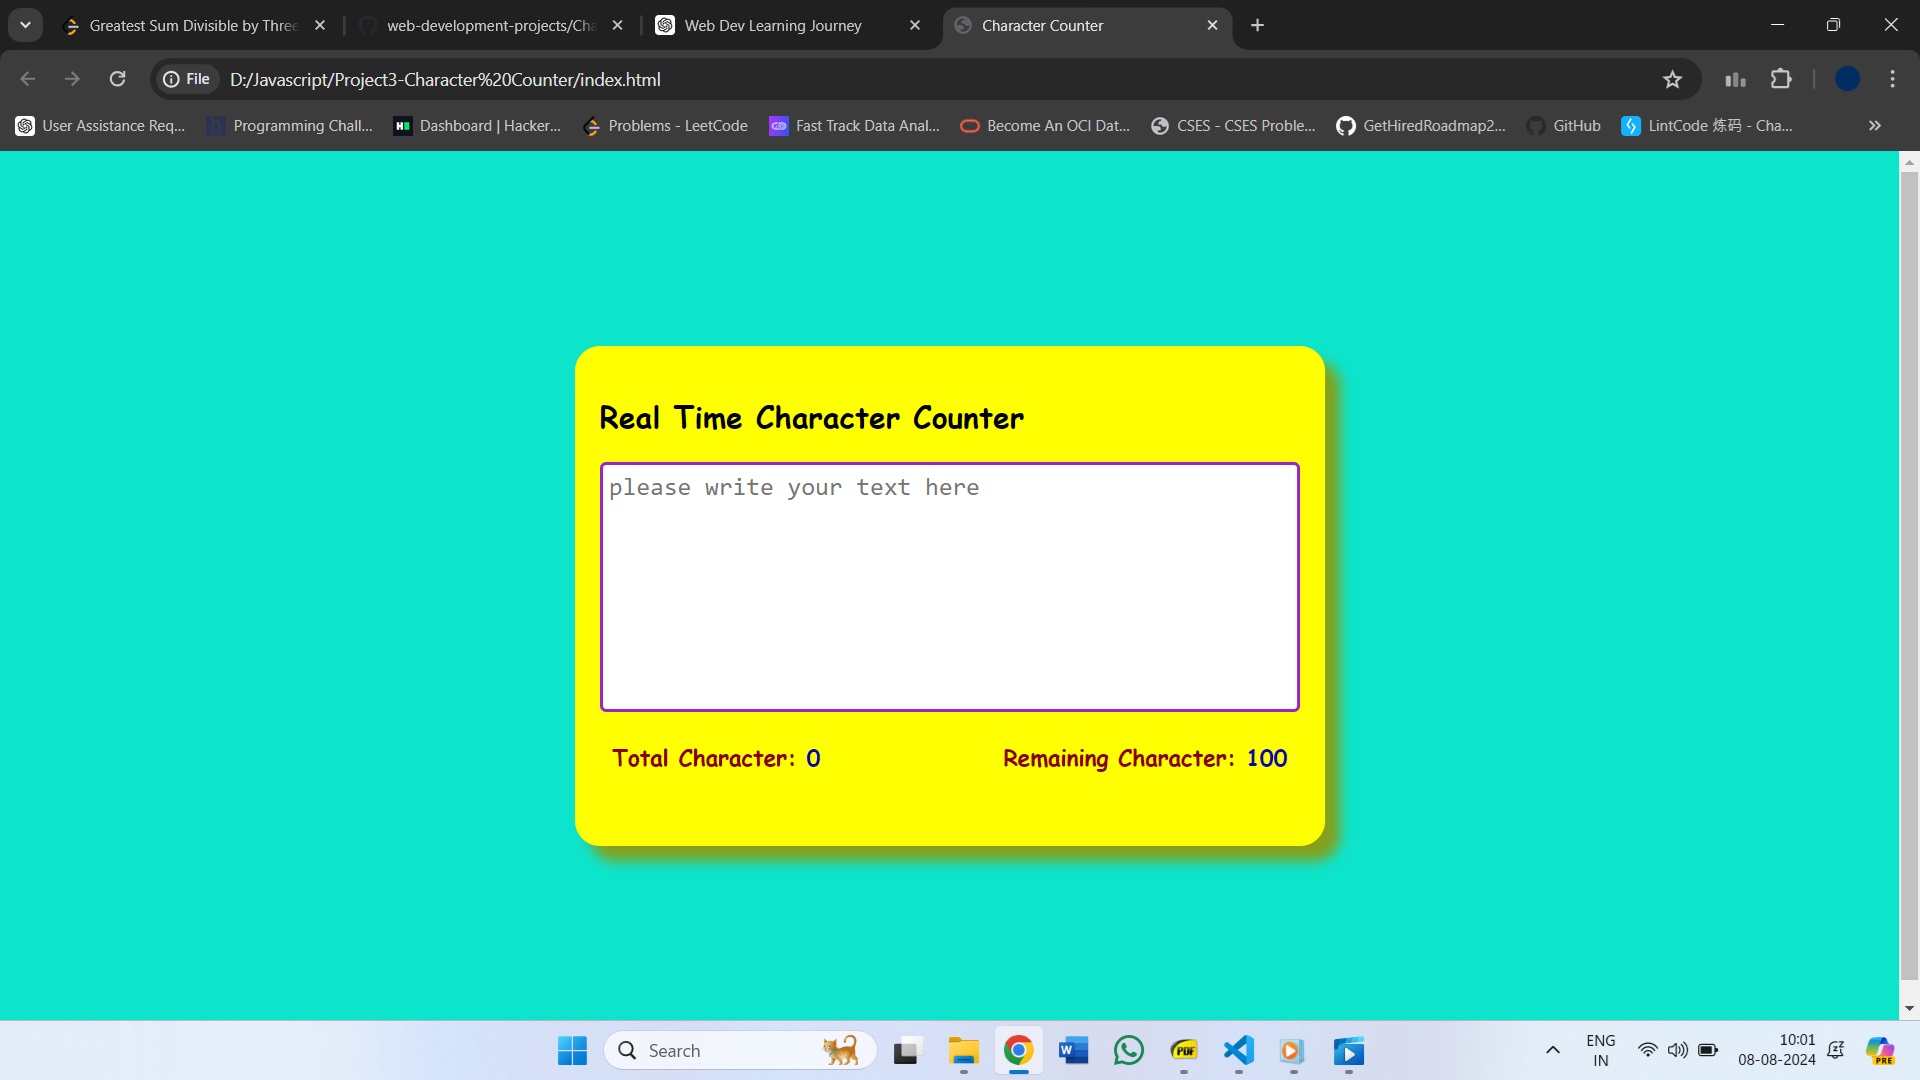 Greatest Sum Divisible by Three
web-development-projects/Cha
Web Dev Learning Journey
Character Counter
File
D:/Javascript/Project3-Character%20Counter/index.html
User Assistance Req...
Programming Chall...
Dashboard | Hacker...
Problems - LeetCode
Fast Track Data Anal...
Become An OCI Dat...
CSES - CSES Proble...
GetHiredRoadmap2...
GitHub
LintCode 炼码 - Cha...
Real Time Character Counter
please write your text here
Total Character: 0
Remaining Character: 100
Search
PDF
ENG
IN
10:01
08-08-2024
PRE